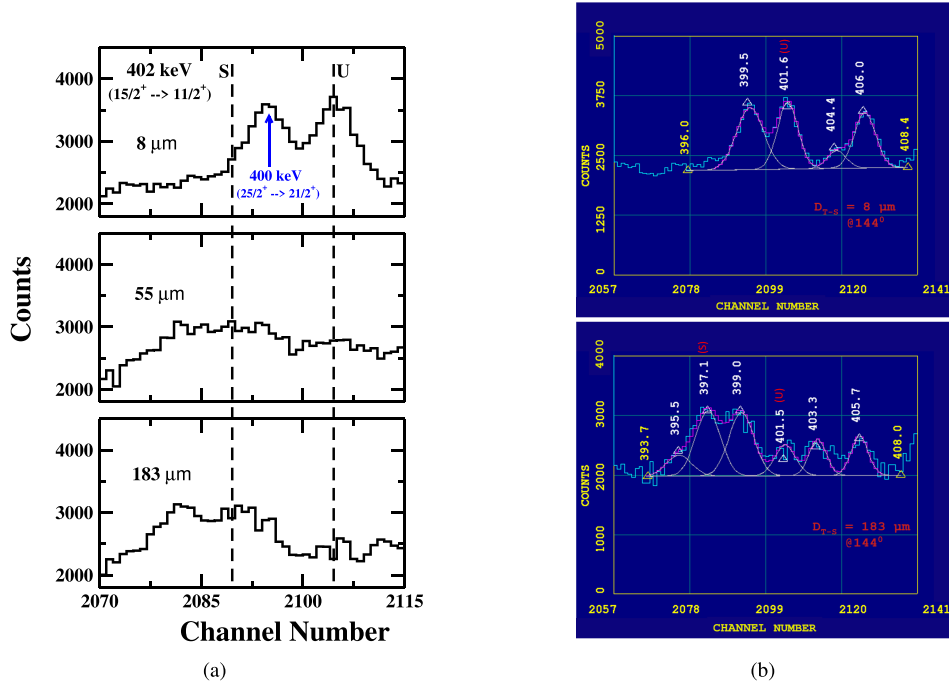 402 keV
(15/2+ --> 11/2+)
S
U
8 μm
400 keV
(25/2+ --> 21/2+)
4000
3000
2000
55 μm
4000
3000
2000
183 μm
4000
3000
2000
2070
2085
2100
2115
Counts
Channel Number
(a)
5000
3750
2500
1250
0
COUNTS
396.0
399.5
401.6 (U)
404.4
406.0
408.4
D_T-S = 8 μm
@144⁰
2057
2078
2099
2120
2141
CHANNEL NUMBER
4000
3000
2000
1000
0
COUNTS
393.7
395.5
397.1 (S)
399.0
401.5 (U)
403.3
405.7
408.0
D_T-S = 183 μm
@144⁰
2057
2078
2099
2120
2141
CHANNEL NUMBER
(b)